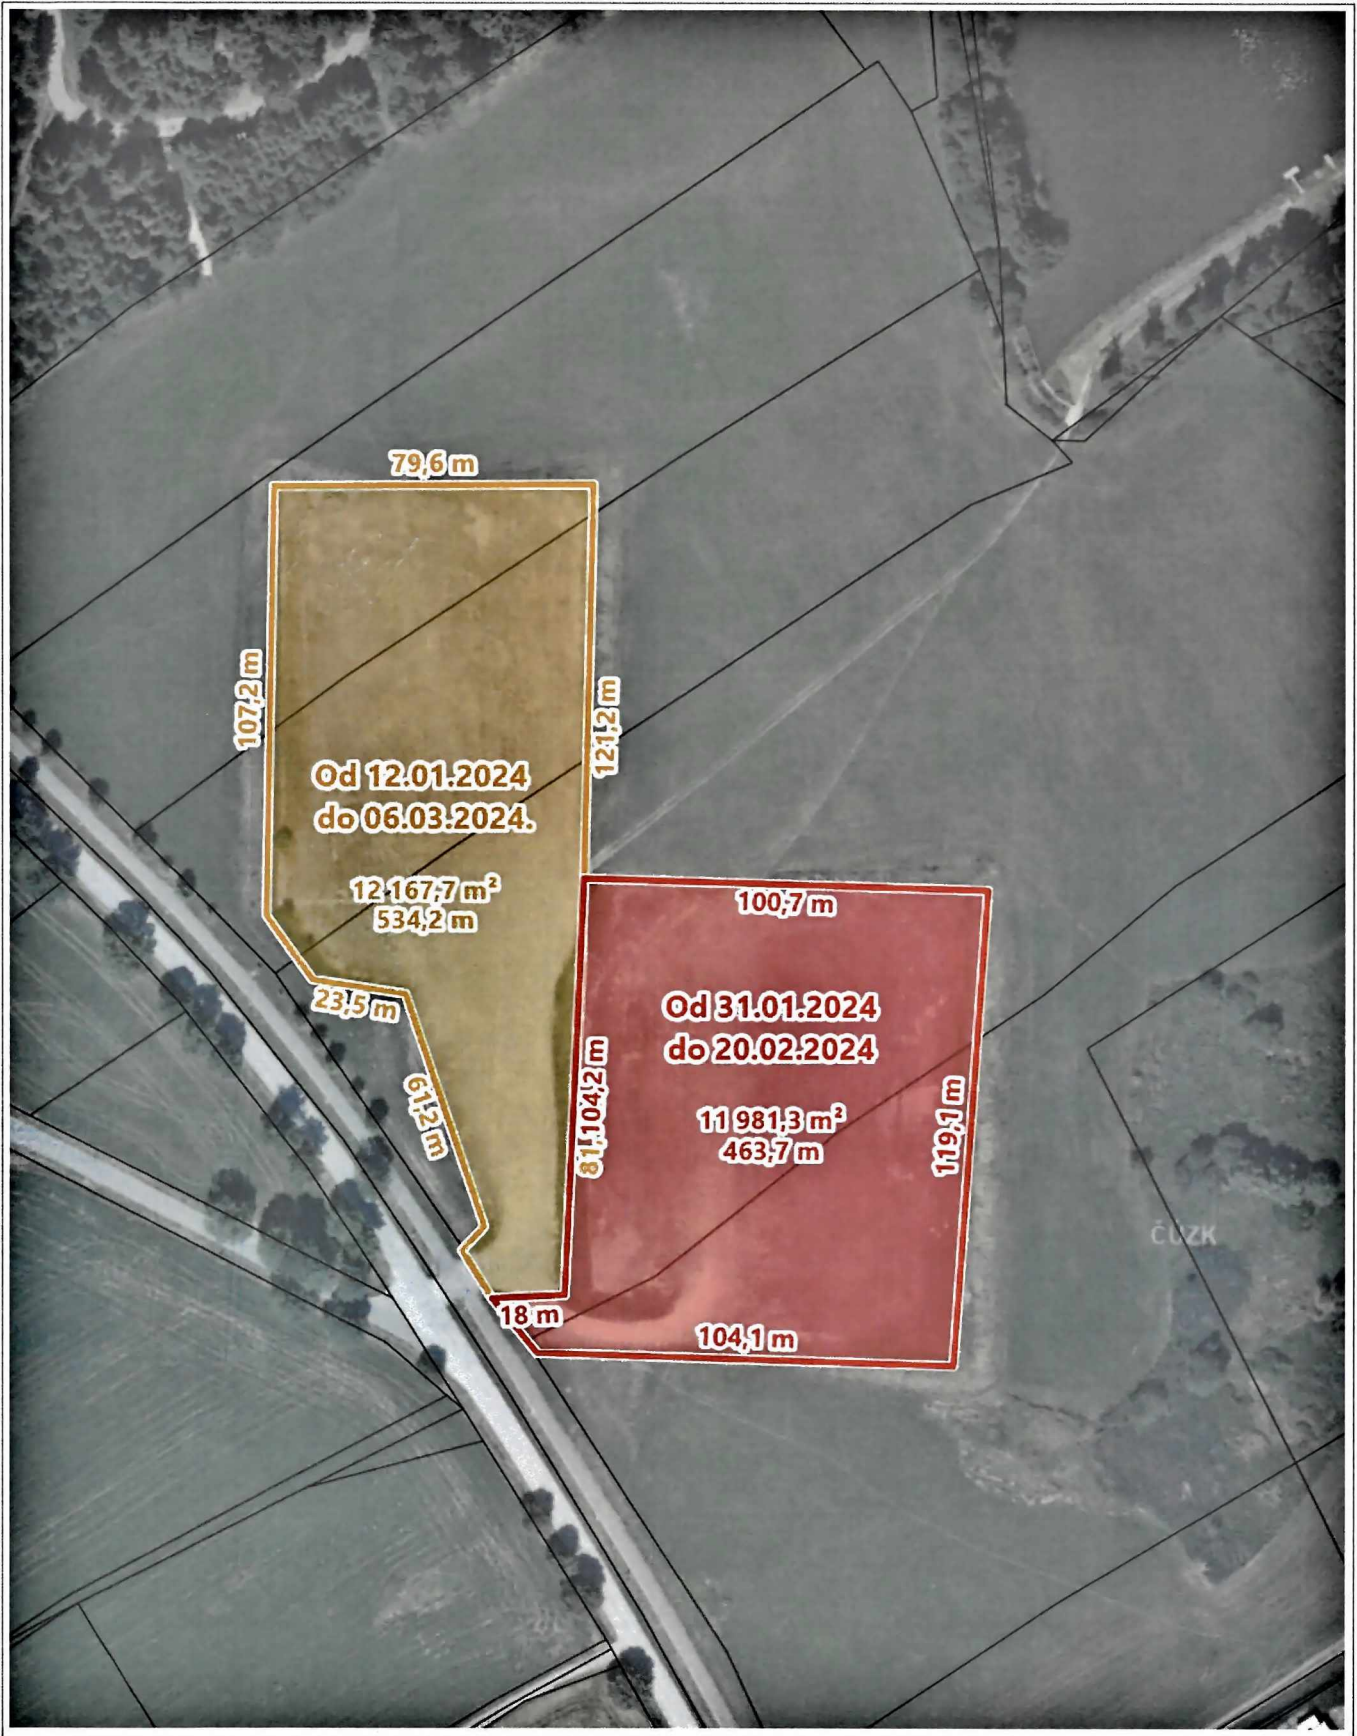 79,6 m
107,2 m
121,2 m
Od 12.01.2024
do 06.03.2024.
12 167,7 m²
534,2 m
100,7 m
23,5 m
Od 31.01.2024
do 20.02.2024
61,2 m
104,2 m
119,1 m
11 981,3 m²
463,7 m
ČÚZK
18 m
104,1 m